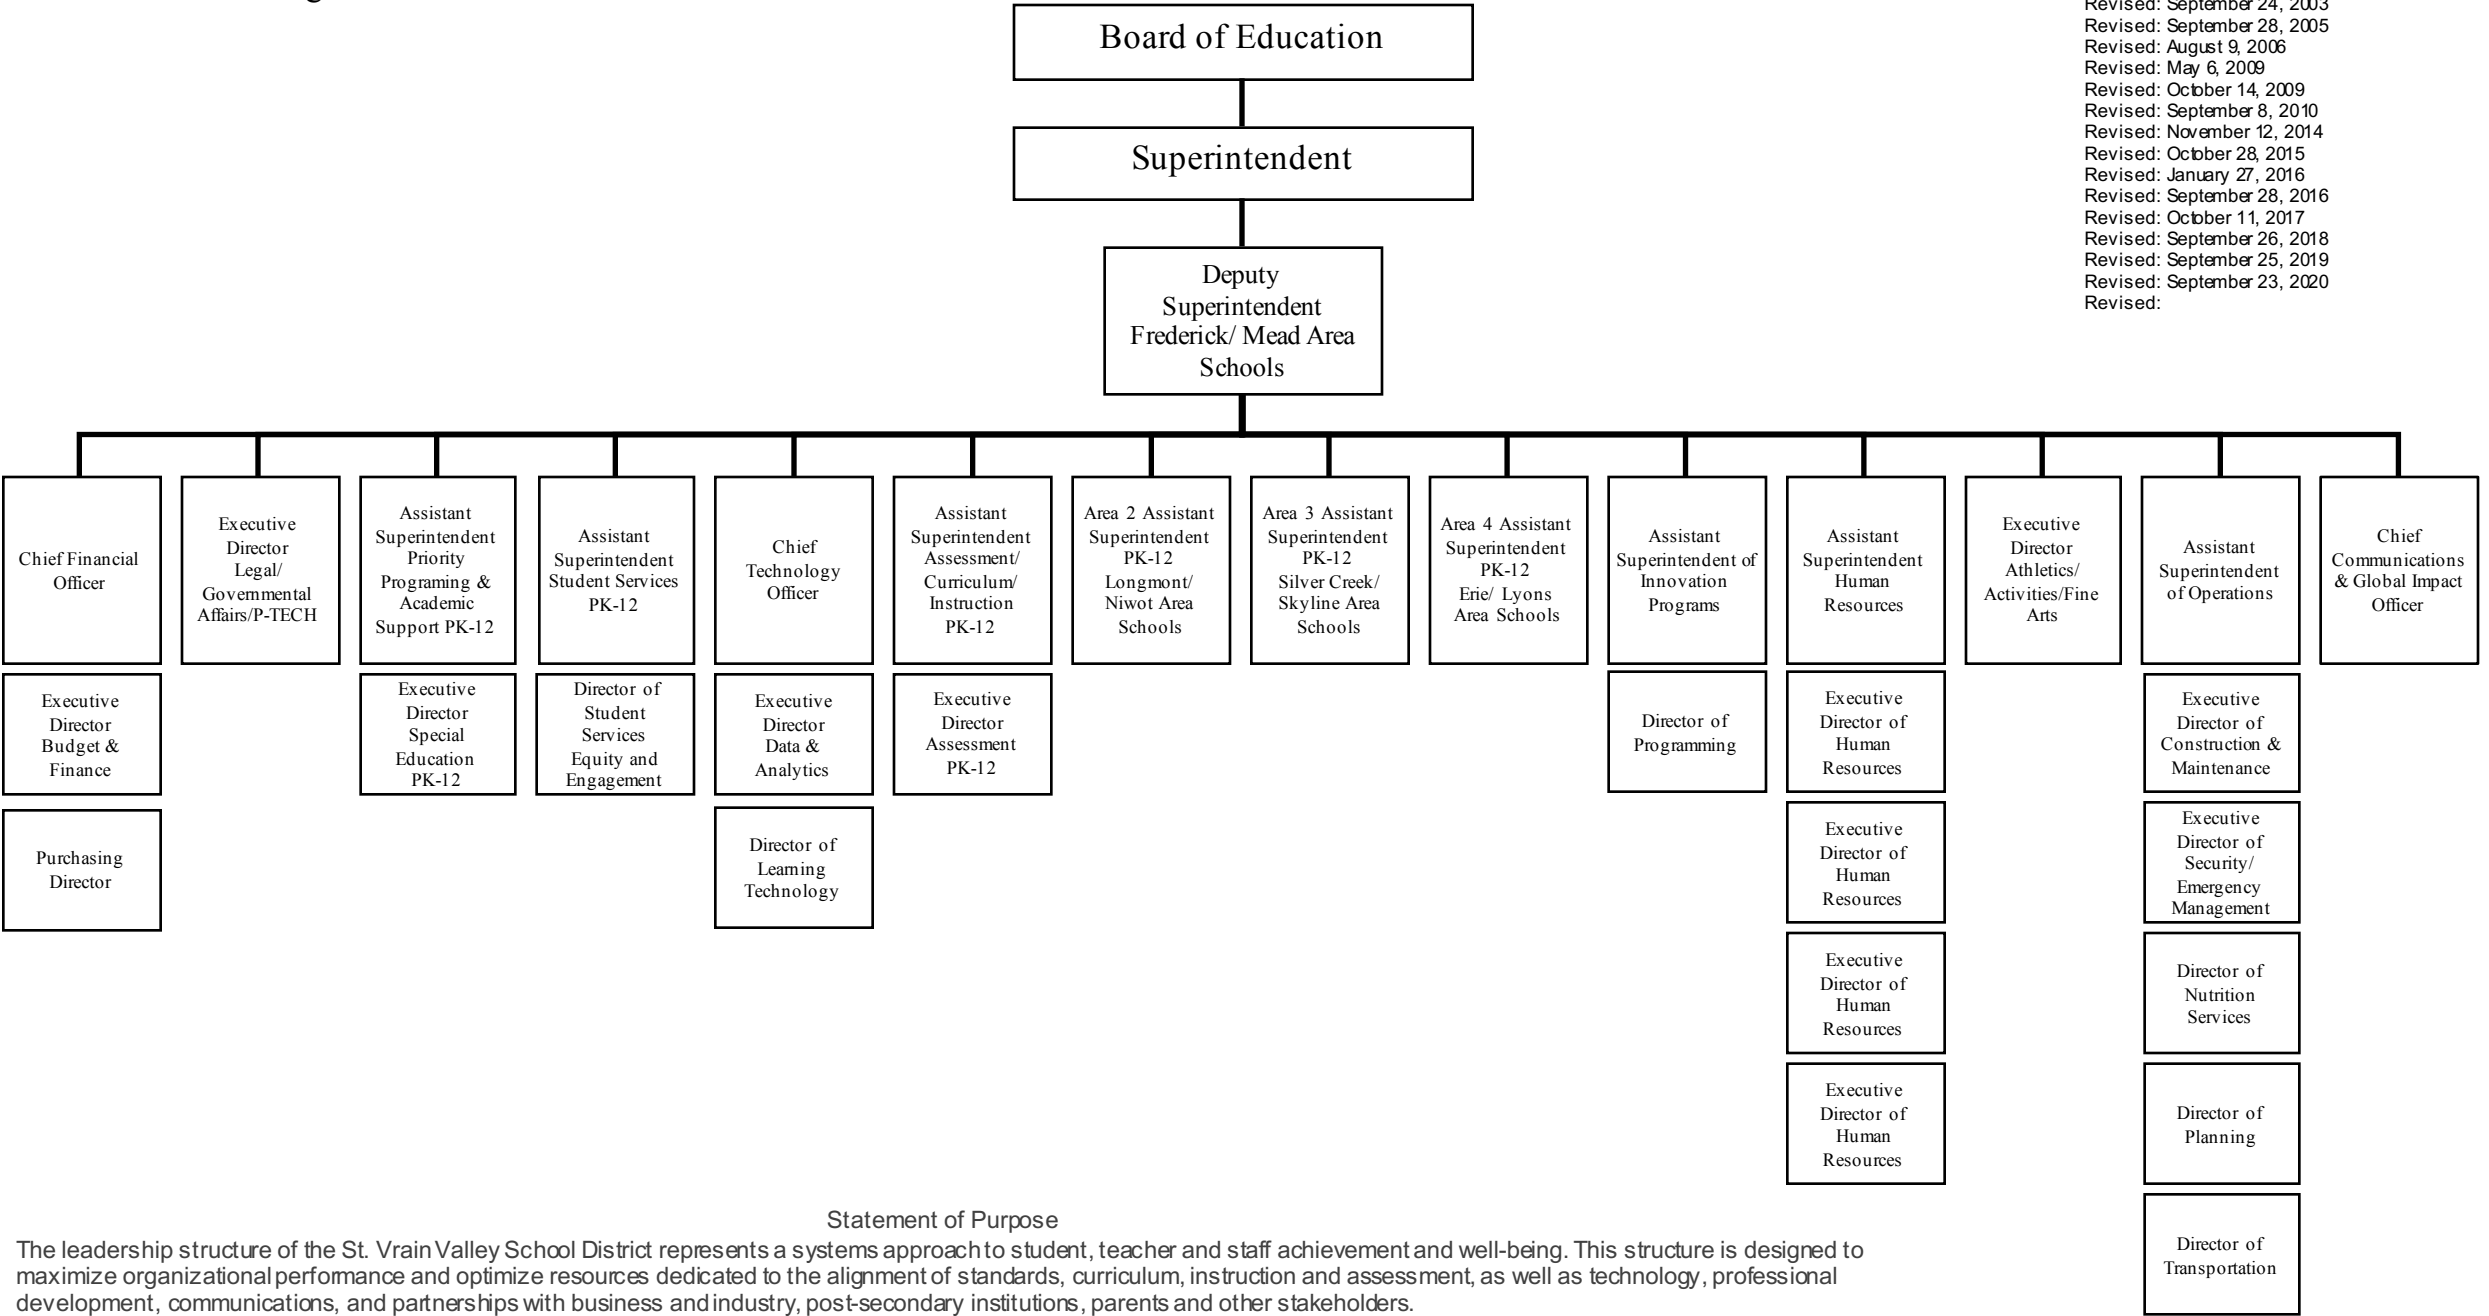 Revised: September 24, 2003
Revised: September 28, 2005
Revised: August 9, 2006
Revised: May 6, 2009
Revised: October 14, 2009
Revised: September 8, 2010
Revised: November 12, 2014
Revised: October 28, 2015
Revised: January 27, 2016
Revised: September 28, 2016
Revised: October 11, 2017
Revised: September 26, 2018
Revised: September 25, 2019
Revised: September 23, 2020
Revised:
Board of Education
Superintendent
Deputy
Superintendent
Frederick/ Mead Area
Schools
Chief Financial
Officer
Executive
Director
Budget &
Finance
Purchasing
Director
Executive
Director
Legal/
Governmental
Affairs/P-TECH
Assistant
Superintendent
Priority
Programing &
Academic
Support PK-12
Executive
Director
Special
Education
PK-12
Assistant
Superintendent
Student Services
PK-12
Director of
Student
Services
Equity and
Engagement
Chief
Technology
Officer
Executive
Director
Data &
Analytics
Director of
Learning
Technology
Assistant
Superintendent
Assessment/
Curriculum/
Instruction
PK-12
Executive
Director
Assessment
PK-12
Area 2 Assistant
Superintendent
PK-12
Longmont/
Niwot Area
Schools
Area 3 Assistant
Superintendent
PK-12
Silver Creek/
Skyline Area
Schools
Area 4 Assistant
Superintendent
PK-12
Erie/ Lyons
Area Schools
Assistant
Superintendent of
Innovation
Programs
Director of
Programming
Assistant
Superintendent
Human
Resources
Executive
Director of
Human
Resources
Executive
Director of
Human
Resources
Executive
Director of
Human
Resources
Executive
Director of
Human
Resources
Executive
Director
Athletics/
Activities/Fine
Arts
Assistant
Superintendent
of Operations
Executive
Director of
Construction &
Maintenance
Executive
Director of
Security/
Emergency
Management
Director of
Nutrition
Services
Director of
Planning
Director of
Transportation
Chief
Communications
& Global Impact
Officer
Statement of Purpose
The leadership structure of the St. Vrain Valley School District represents a systems approach to student, teacher and staff achievement and well-being. This structure is designed to
maximize organizational performance and optimize resources dedicated to the alignment of standards, curriculum, instruction and assessment, as well as technology, professional
development, communications, and partnerships with business and industry, post-secondary institutions, parents and other stakeholders.